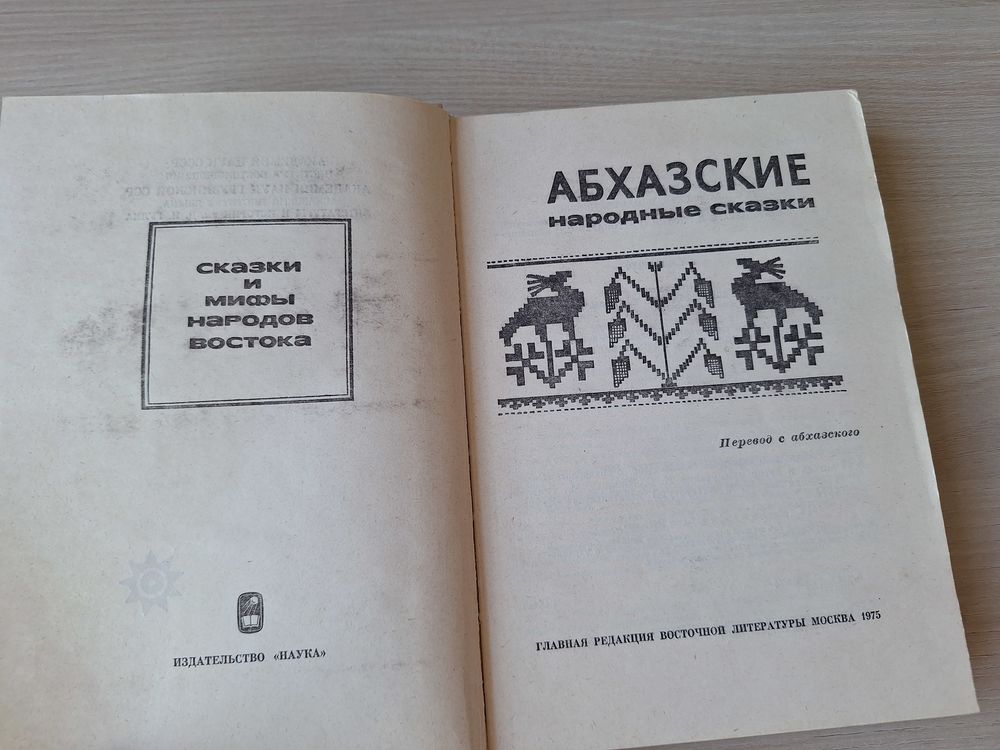 сказки
и
мифы
народов
востока
ИЗДАТЕЛЬСТВО «НАУКА»
АБХАЗСКИЕ
народные сказки
Перевод с абхазского
ГЛАВНАЯ РЕДАКЦИЯ ВОСТОЧНОЙ ЛИТЕРАТУРЫ МОСКВА 1975